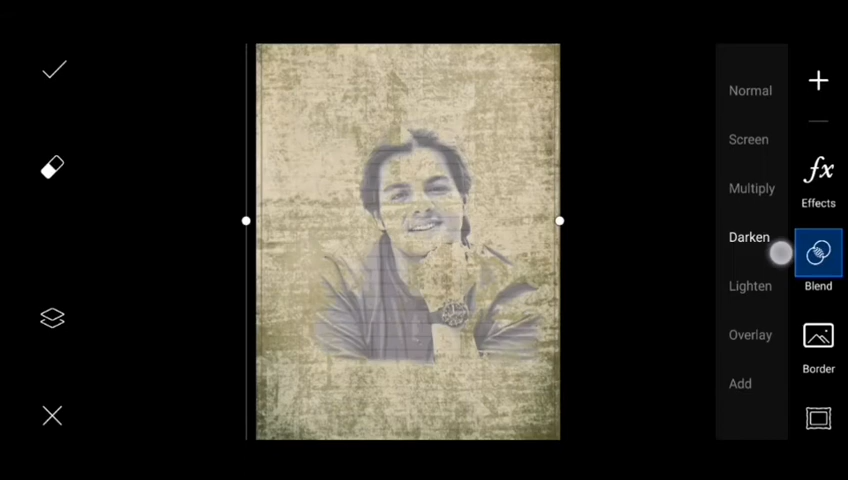 Normal
Screen
Multiply
Darken
Lighten
Overlay
Add
fx
Effects
Blend
Border